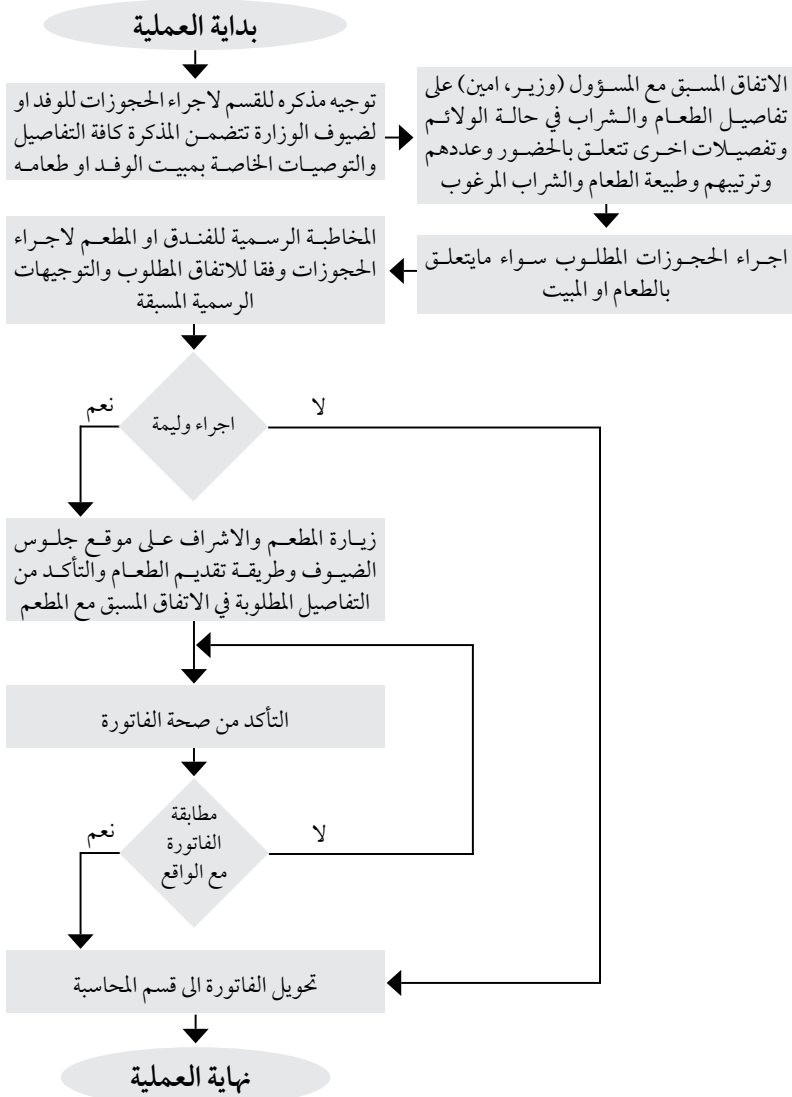 بداية العملية
توجيه مذكره للقسم لاجراء الحجوزات للوفد او
لضيوف الوزارة تتضمن المذكرة كافة التفاصيل
والتوصيات الخاصة بمبيت الوفد او طعامه
الاتفاق المسبق مع المسؤول (وزير، امين) على
تفاصيل الطعام والشراب في حالة الولائم
وتفصيلات اخرى تتعلق بالحضور وعددهم
وترتيبهم وطبيعة الطعام والشراب المرغوب
اجراء الحجوزات المطلوب سواء مايتعلق
بالطعام او المبيت
المخاطبة الرسمية للفندق او المطعم لاجراء
الحجوزات وفقا للاتفاق المطلوب والتوجيهات
الرسمية المسبقة
اجراء وليمة
نعم
لا
زيارة المطعم والاشراف على موقع جلوس
الضيوف وطريقة تقديم الطعام والتأكد من
التفاصيل المطلوبة في الاتفاق المسبق مع المطعم
التأكد من صحة الفاتورة
مطابقة
الفاتورة
مع الواقع
نعم
لا
تحويل الفاتورة الى قسم المحاسبة
نهاية العملية